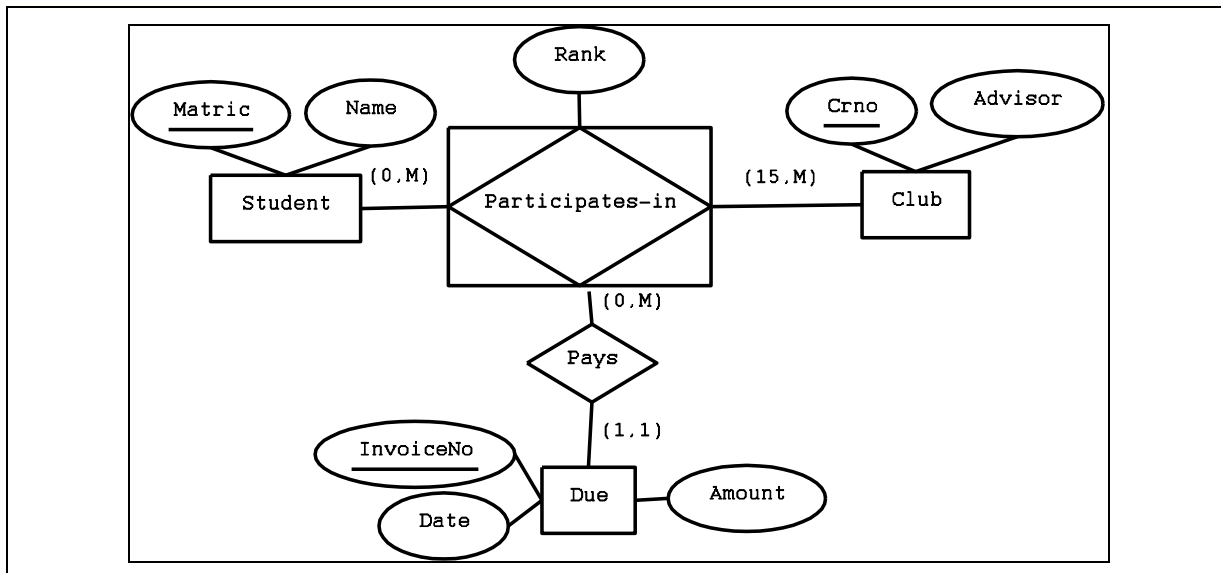 Rank
Matric
Name
Crno
Advisor
(0,M)
(15,M)
Student
Participates-in
Club
(0,M)
Pays
(1,1)
InvoiceNo
Due
Amount
Date